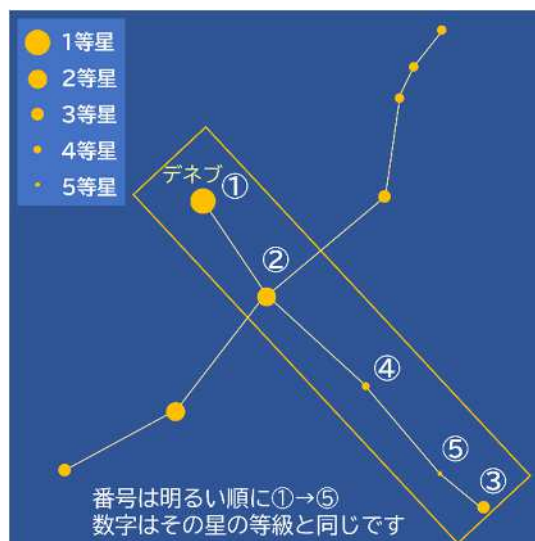 1等星
2等星
3等星
4等星
5等星
デネブ
①
②
④
⑤
③
番号は明るい順に①→⑤
数字はその星の等級と同じです